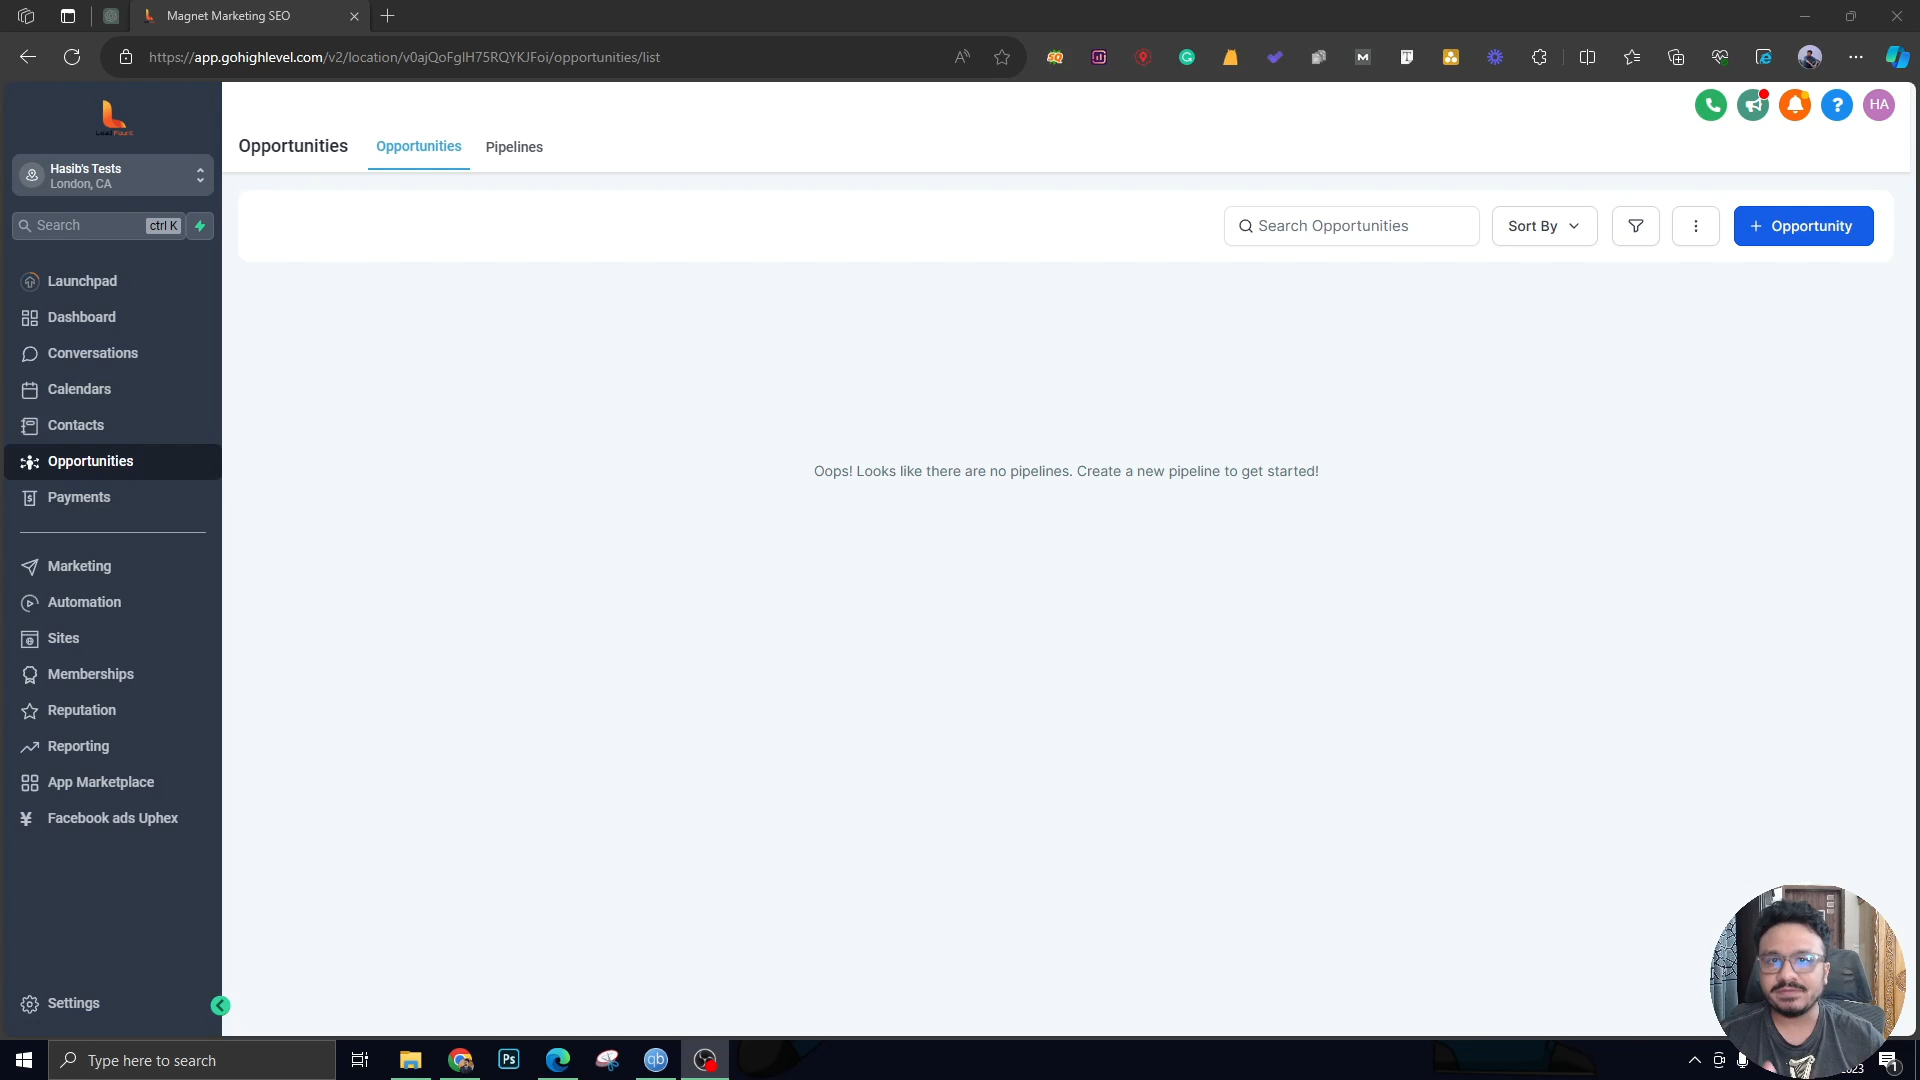 Magnet Marketing SEO
https://app.gohighlevel.com/v2/location/v0ajQoFglH75RQYKJFoi/opportunities/list
HA
Opportunities
Opportunities
Pipelines
Hasib's Tests
London, CA
Search
ctrl K
Search Opportunities
Sort By
+ Opportunity
Launchpad
Dashboard
Conversations
Calendars
Contacts
Opportunities
Payments
Oops! Looks like there are no pipelines. Create a new pipeline to get started!
Marketing
Automation
Sites
Memberships
Reputation
Reporting
App Marketplace
¥ Facebook ads Uphex
Settings
Type here to search
Ps
qb
1